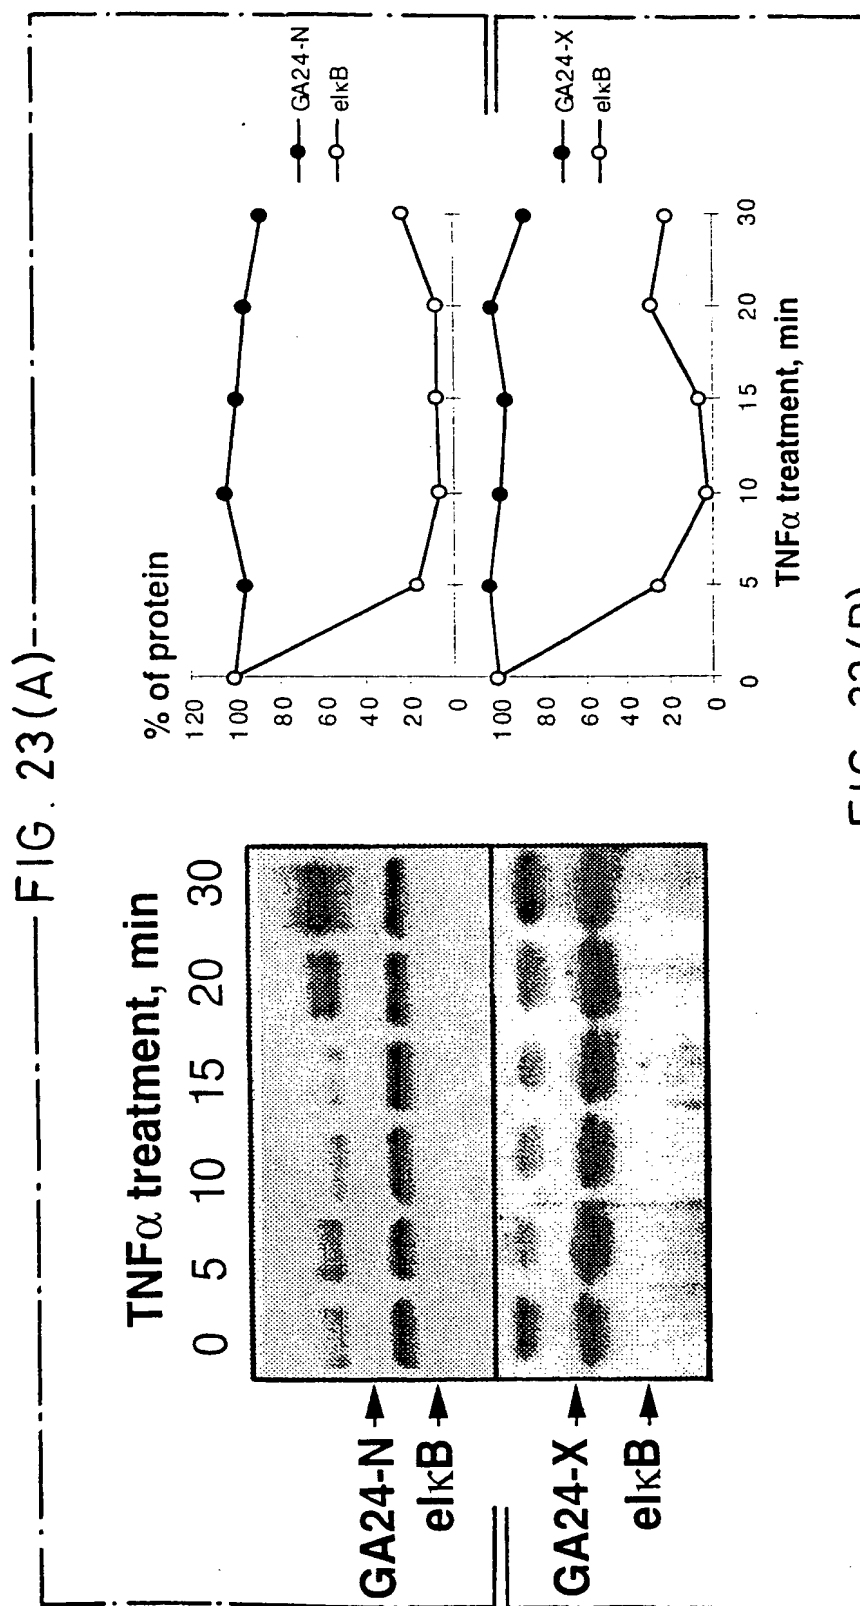 FIG. 23(A)
TNFα treatment, min
0 5 10 15 20 30
GA24-N
eIκB
GA24-X
eIκB
% of protein
120
100
80
60
40
20
0
GA24-N
eIκB
100
80
60
40
20
0
0 5 10 15 20 30
TNFα treatment, min
GA24-X
eIκB